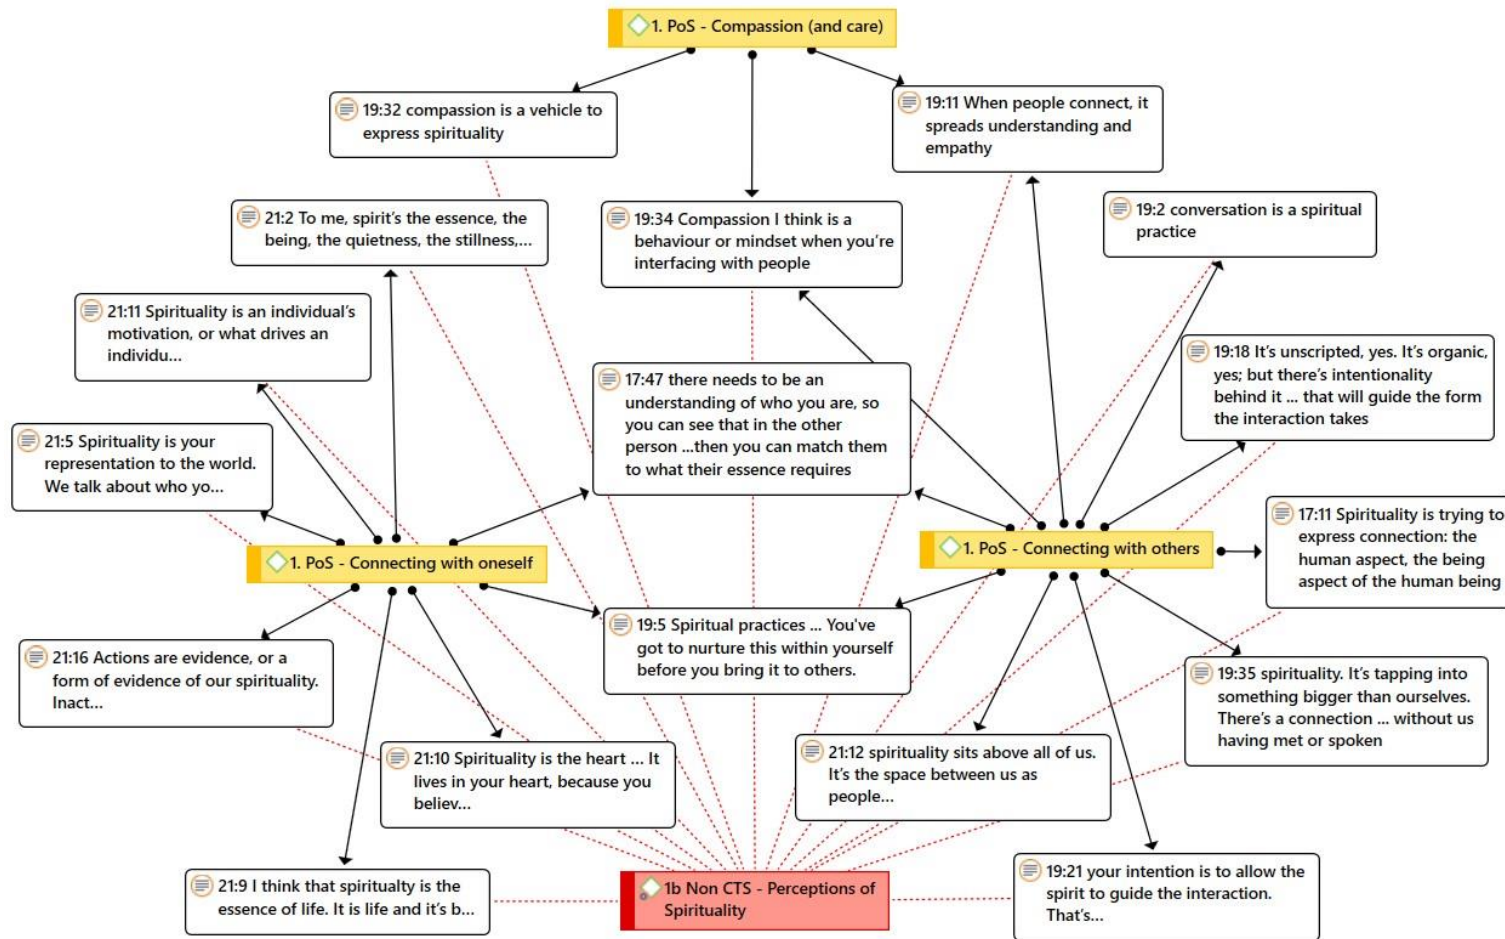 1. PoS - Compassion (and care)
19:32 compassion is a vehicle to
express spirituality
19:11 When people connect, it
spreads understanding and
empathy
21:2 To me, spirit's the essence, the
being, the quietness, the stillness,...
19:34 Compassion I think is a
behaviour or mindset when you're
interfacing with people
19:2 conversation is a spiritual
practice
21:11 Spirituality is an individual's
motivation, or what drives an
individu...
19:18 It's unscripted, yes. It's organic,
yes; but there's intentionality
behind it ... that will guide the form
the interaction takes
17:47 there needs to be an
understanding of who you are, so
you can see that in the other
person ...then you can match them
to what their essence requires
21:5 Spirituality is your
representation to the world.
We talk about who yo...
17:11 Spirituality is trying to
express connection: the
human aspect, the being
aspect of the human being
1. PoS - Connecting with oneself
1. PoS - Connecting with others
19:5 Spiritual practices ... You've
got to nurture this within yourself
before you bring it to others.
21:16 Actions are evidence, or a
form of evidence of our spirituality.
Inact...
19:35 spirituality. It's tapping into
something bigger than ourselves.
There's a connection ... without us
having met or spoken
21:10 Spirituality is the heart ... It
lives in your heart, because you
believ...
21:12 spirituality sits above all of us.
It's the space between us as
people...
21:9 I think that spiritualty is the
essence of life. It is life and it's b...
1b Non CTS - Perceptions of
Spirituality
19:21 your intention is to allow the
spirit to guide the interaction.
That's...